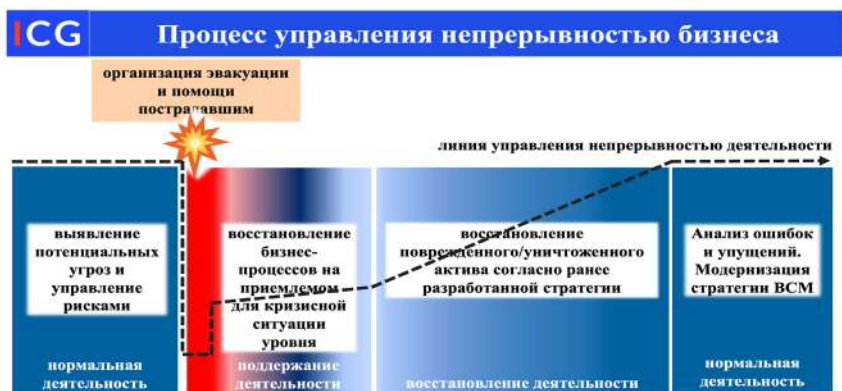 ICG
Процесс управления непрерывностью бизнеса
организация эвакуации
и помощи
пострадавшим
линия управления непрерывностью деятельности
выявление
потенциальных
угроз и
управление
рисками
нормальная
деятельность
восстановление
бизнес-
процессов на
приемлемом
для кризисной
ситуации
уровня
поддержание
деятельности
восстановление
поврежденного/уничтоженного
актива согласно ранее
разработанной стратегии
восстановление деятельности
Анализ ошибок
и упущений.
Модернизация
стратегии ВСМ
нормальная
деятельность